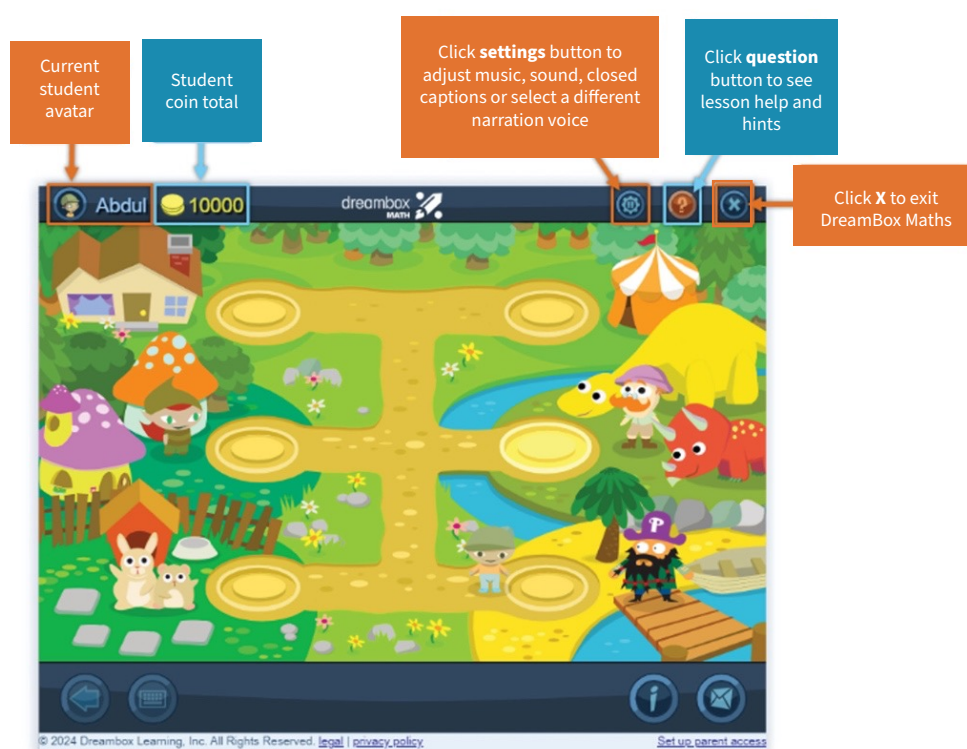 Current
student
avatar
Student
coin total
Click settings button to
adjust music, sound, closed
captions or select a different
narration voice
Click question
button to see
lesson help and
hints
Click X to exit
DreamBox Maths
Abdul
10000
dreambox
MATH
?
P
i
© 2024 Dreambox Learning, Inc. All Rights Reserved. legal | privacy policy
Set up parent access